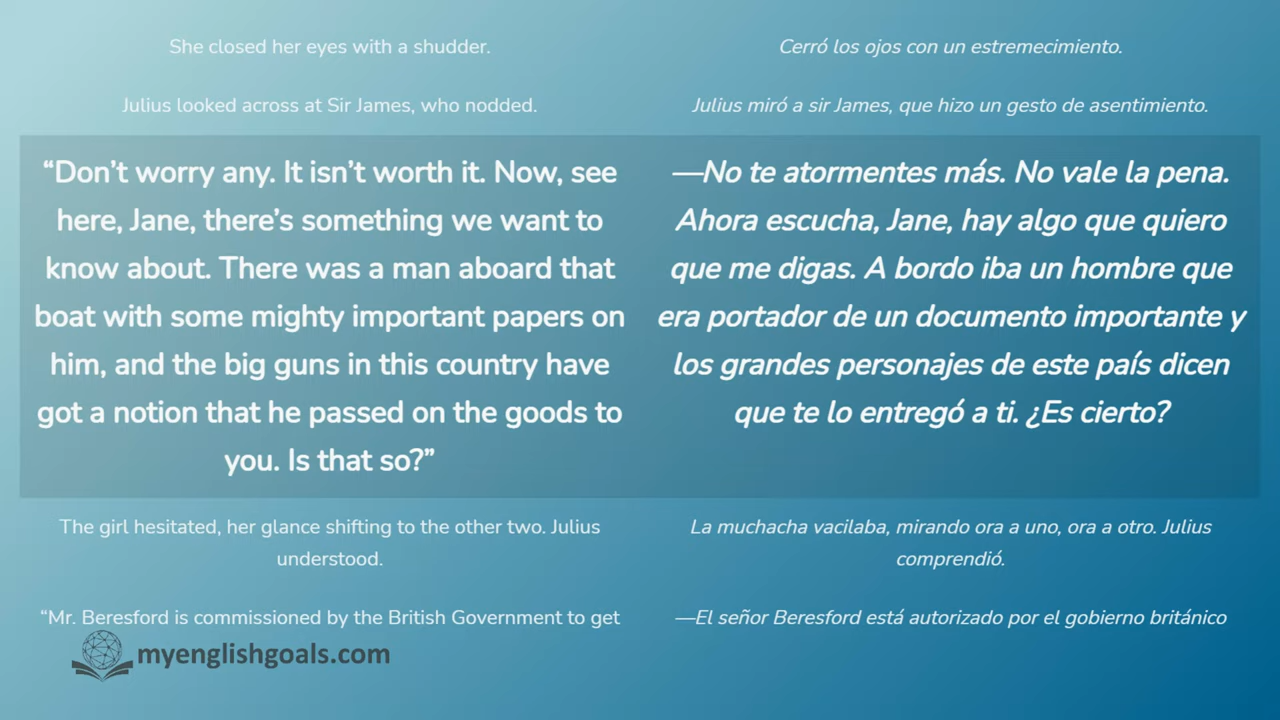 She closed her eyes with a shudder.
Cerró los ojos con un estremecimiento.
Julius looked across at Sir James, who nodded.
Julius miró a sir James, que hizo un gesto de asentimiento.
“Don’t worry any. It isn’t worth it. Now, see
here, Jane, there’s something we want to
know about. There was a man aboard that
boat with some mighty important papers on
him, and the big guns in this country have
got a notion that he passed on the goods to
you. Is that so?”
—No te atormentes más. No vale la pena.
Ahora escucha, Jane, hay algo que quiero
que me digas. A bordo iba un hombre que
era portador de un documento importante y
los grandes personajes de este país dicen
que te lo entregó a ti. ¿Es cierto?
The girl hesitated, her glance shifting to the other two. Julius
understood.
La muchacha vacilaba, mirando ora a uno, ora a otro. Julius
comprendió.
“Mr. Beresford is commissioned by the British Government to get
—El señor Beresford está autorizado por el gobierno británico
myenglishgoals.com